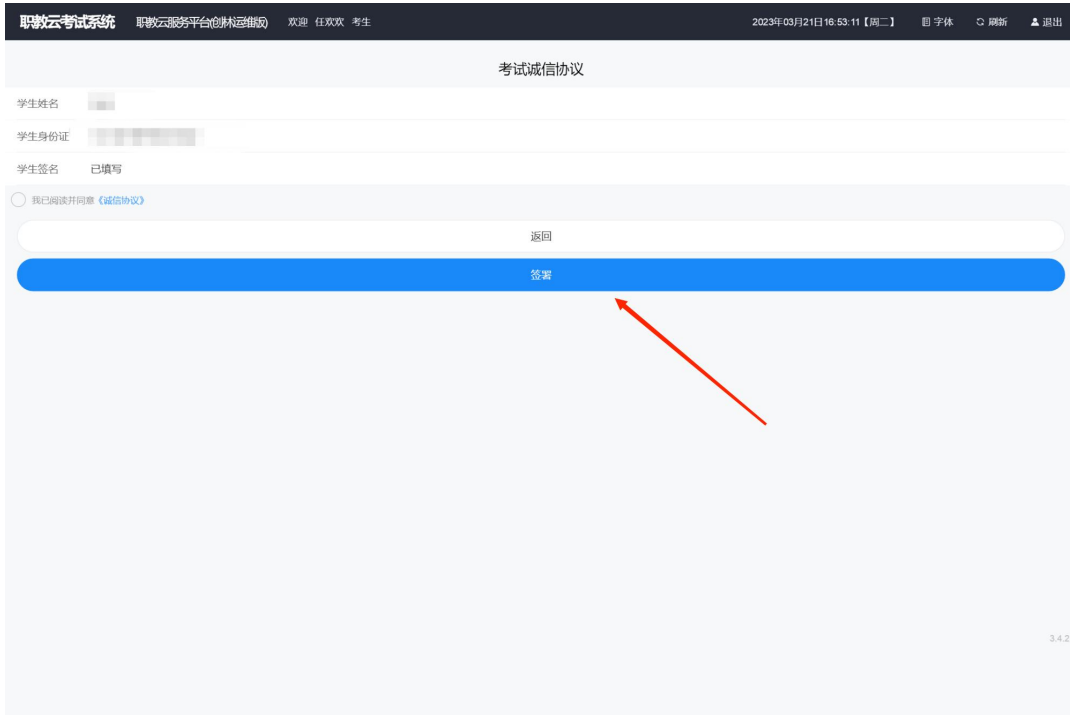 职教云考试系统 职教云服务平台(创林运维版) 欢迎 任欢欢 考生 2023年03月21日16:53:11【周二】 字体 刷新 退出
考试诚信协议
学生姓名
学生身份证
学生签名 已填写
我已阅读并同意《诚信协议》
返回
签署
3.4.2